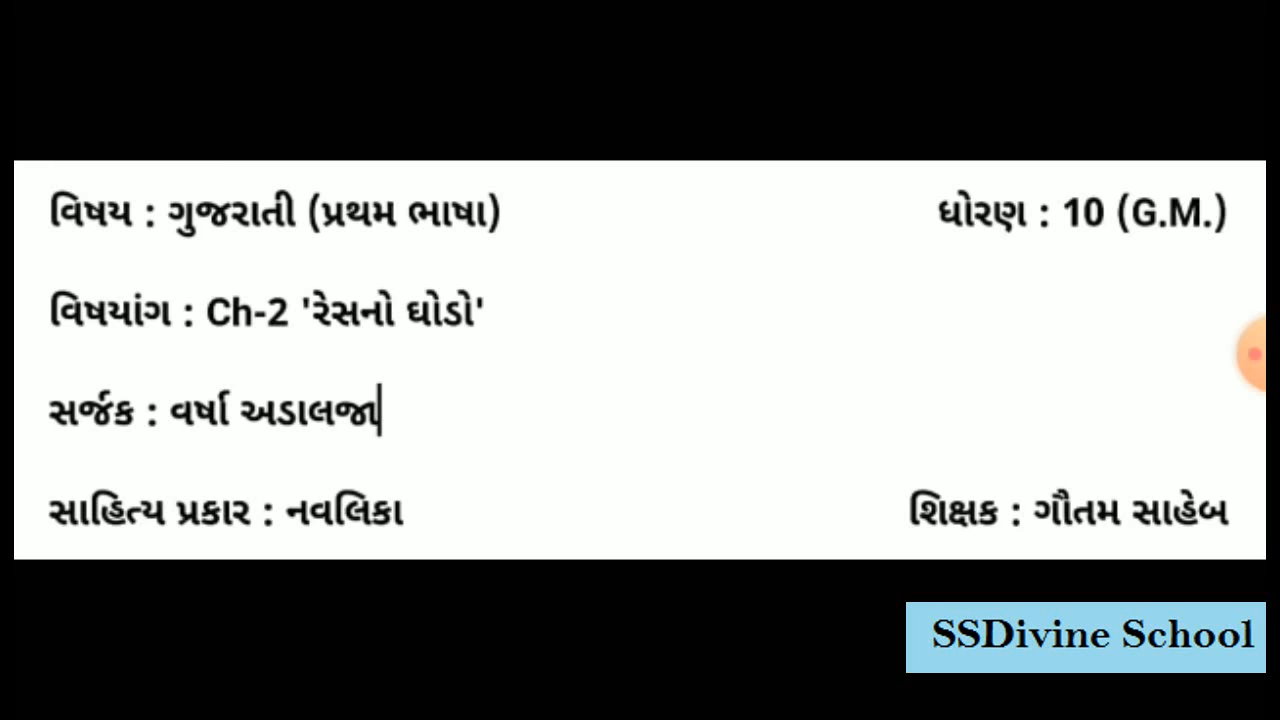 વિષય : ગુજરાતી (પ્રથમ ભાષા) ધોરણ : 10 (G.M.)
વિષયાંગ : Ch-2 'રેસનો ઘોડો'
સર્જક : વર્ષા અડાલજા
સાહિત્ય પ્રકાર : નવલિકા શિક્ષક : ગૌતમ સાહેબ
SSDivine School